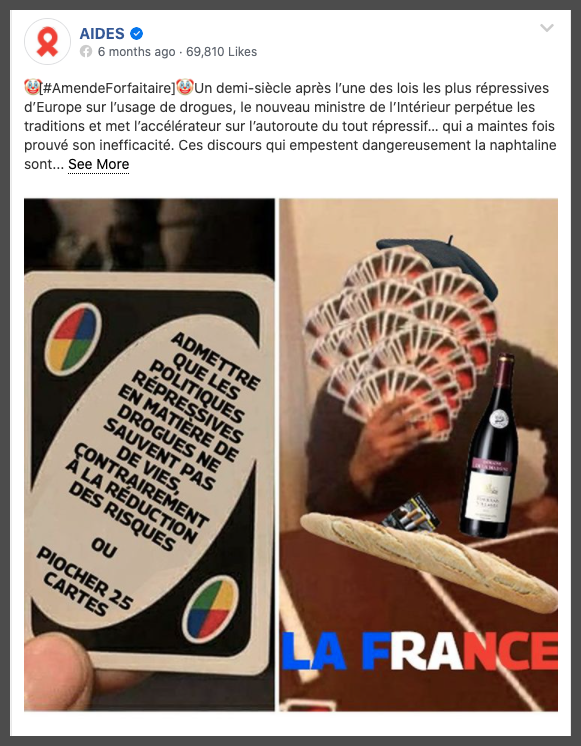 AIDES
6 months ago · 69,810 Likes
🤡[#AmendeForfaitaire]🤡Un demi-siècle après l’une des lois les plus répressives
d’Europe sur l’usage de drogues, le nouveau ministre de l’Intérieur perpétue les
traditions et met l’accélérateur sur l’autoroute du tout répressif… qui a maintes fois
prouvé son inefficacité. Ces discours qui empestent dangereusement la naphtaline
sont... See More
ADMETTRE
QUE LES
POLITIQUES
RÉPRESSIVES
EN MATIÈRE DE
DROGUES NE
SAUVENT PAS
DE VIES,
CONTRAIREMENT
À LA RÉDUCTION
DES RISQUES
OU
PIOCHER 25
CARTES
LA FRANCE